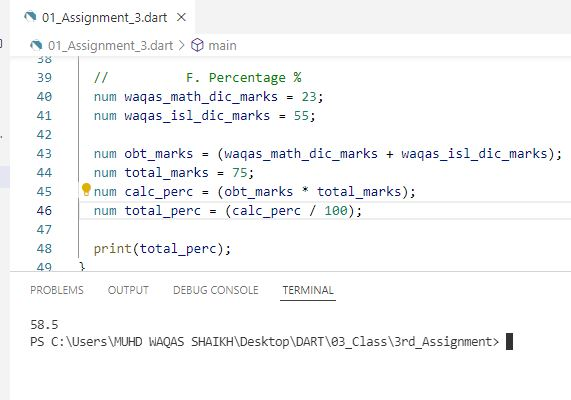 01_Assignment_3.dart ×
01_Assignment_3.dart > main
38
39 // F. Percentage %
40 num waqas_math_dic_marks = 23;
41 num waqas_isl_dic_marks = 55;
42
43 num obt_marks = (waqas_math_dic_marks + waqas_isl_dic_marks);
44 num total_marks = 75;
45 num calc_perc = (obt_marks * total_marks);
46 num total_perc = (calc_perc / 100);
47
48 print(total_perc);
49 }
PROBLEMS OUTPUT DEBUG CONSOLE TERMINAL
58.5
PS C:\Users\MUHD WAQAS SHAIKH\Desktop\DART\03_Class\3rd_Assignment>